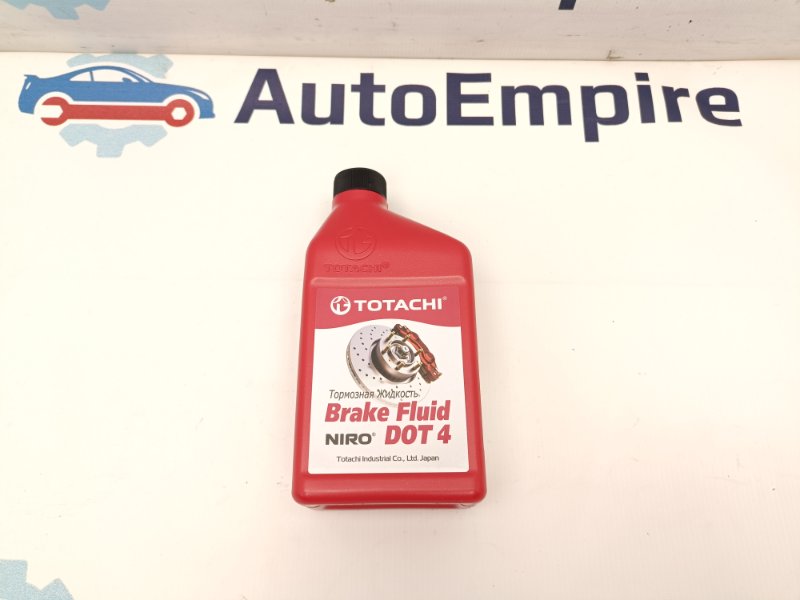 AutoEmpire
TOTACHI®
TOTACHI®
Тормозная Жидкость
Brake Fluid
NIRO® DOT 4
Totachi Industrial Co., Ltd. Japan